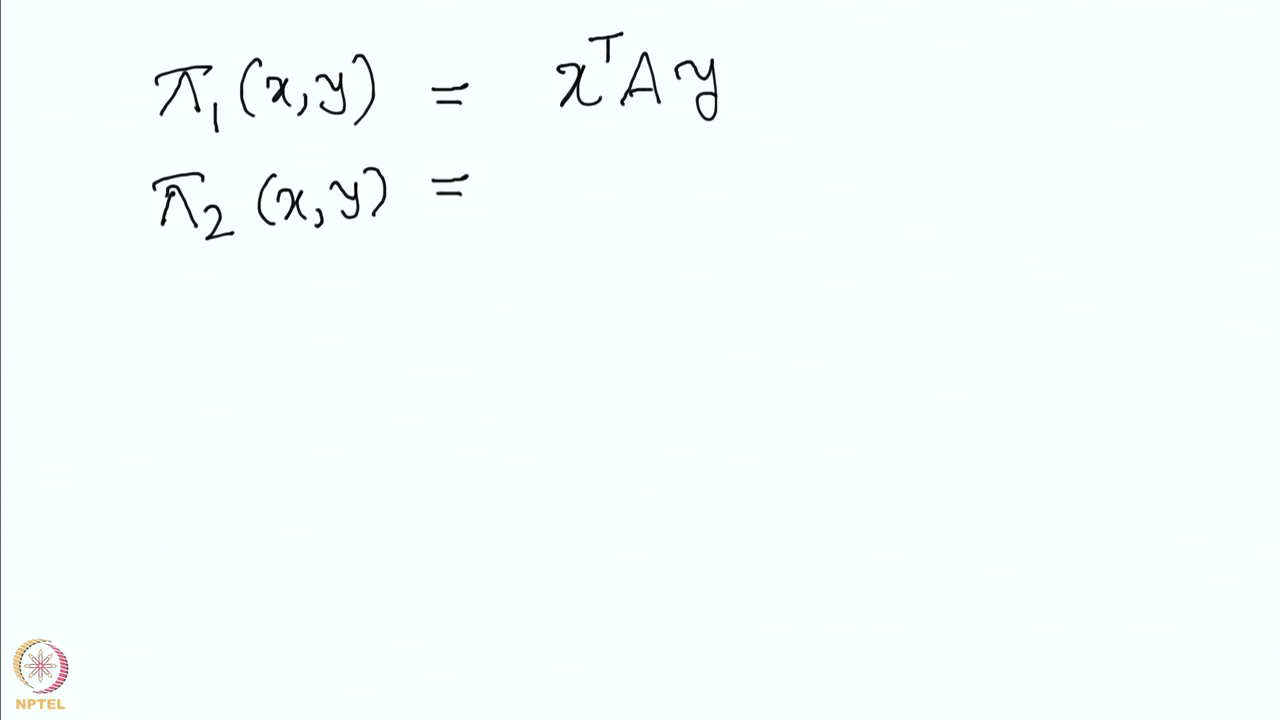 π₁(x,y) = xᵀAy
π₂(x,y) =
NPTEL